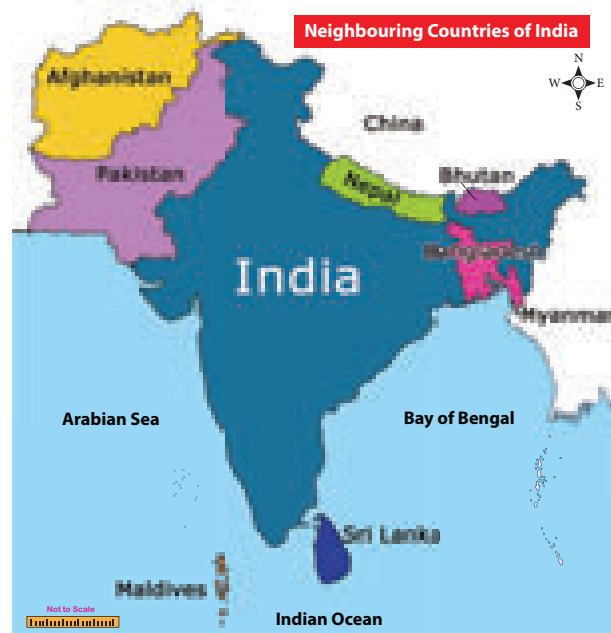 Neighbouring Countries of India
N
W E
S
Afghanistan
China
Pakistan
Bhutan
Nepal
Bangladesh
India
Myanmar
Arabian Sea
Bay of Bengal
Sri Lanka
Maldives
Not to Scale
Indian Ocean